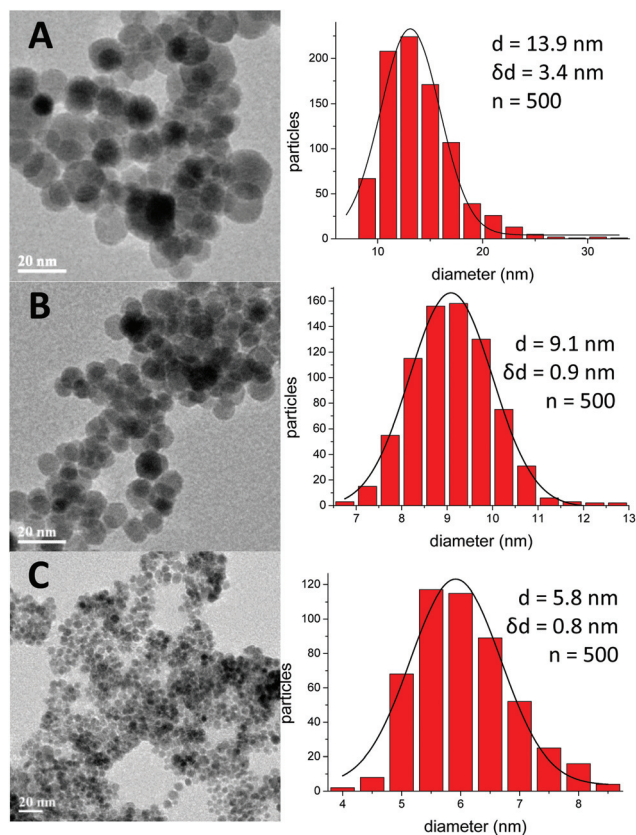 A
20 nm
particles
200
150
100
50
0
10
20
30
diameter (nm)
d = 13.9 nm
δd = 3.4 nm
n = 500
B
20 nm
particles
160
140
120
100
80
60
40
20
0
7
8
9
10
11
12
13
diameter (nm)
d = 9.1 nm
δd = 0.9 nm
n = 500
C
20 nm
particles
120
100
80
60
40
20
0
4
5
6
7
8
diameter (nm)
d = 5.8 nm
δd = 0.8 nm
n = 500